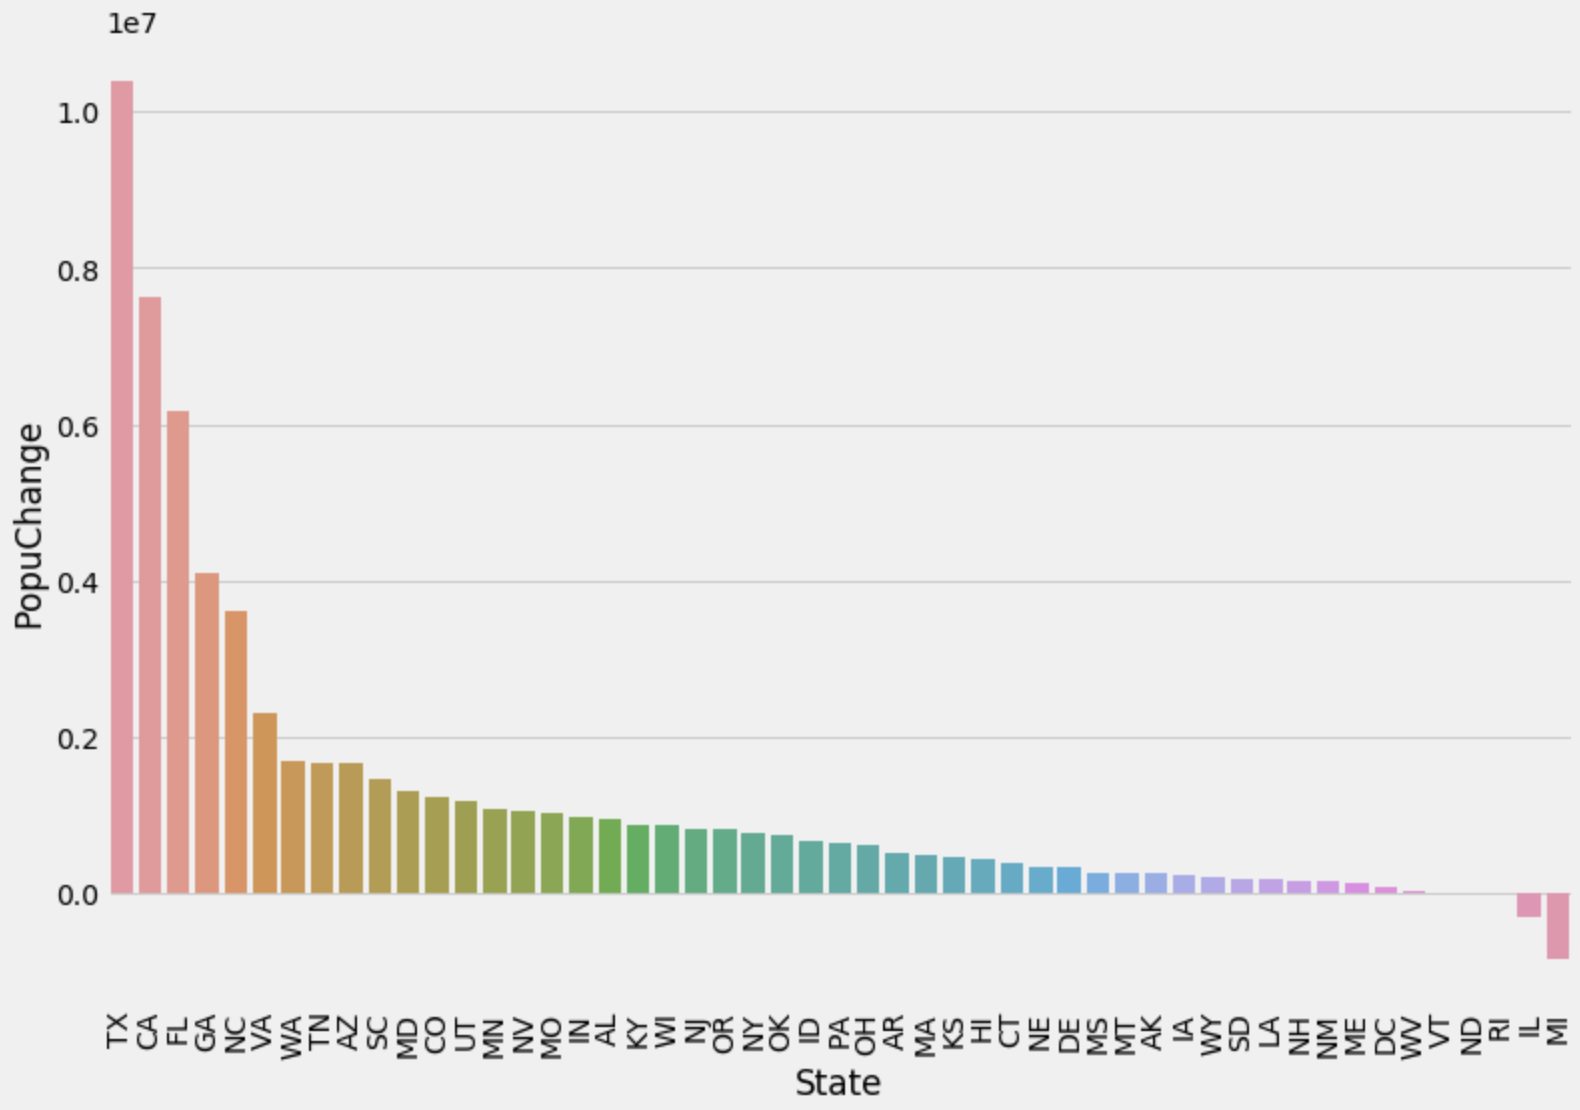 1e7
1.0
0.8
0.6
0.4
0.2
0.0
PopuChange
TX CA FL GA NC VA WA TN AZ SC MD CO UT MN NV MO IN AL KY WI NJ OR NY OK ID PA OH AR MA KS HI CT NE DE MS MT AK IA WY SD LA NH NM ME DC WV VT ND RI IL MI
State